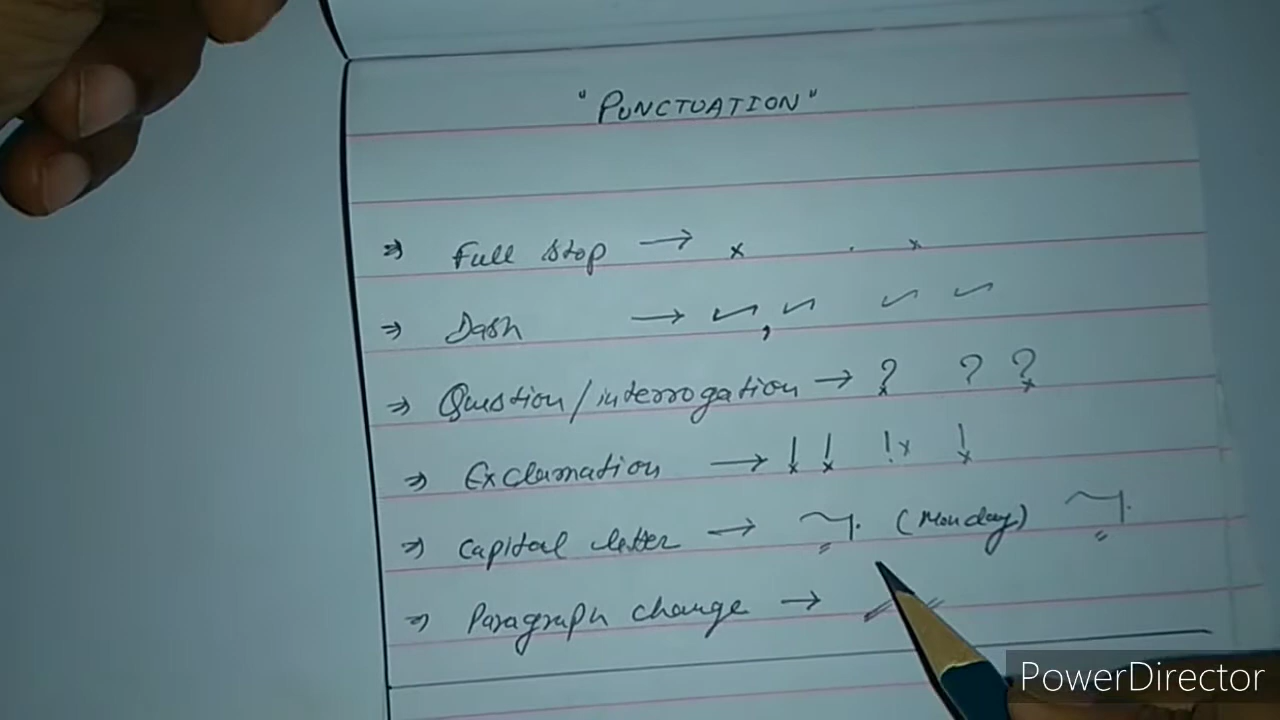 "PUNCTUATION"
⇒ Full stop → x . x
⇒ Dash → ,
⇒ Question/interrogation → ? ? ?
⇒ Exclamation → ! ! !x !
⇒ Capital letter → (Monday)
⇒ Paragraph change → //
PowerDirector